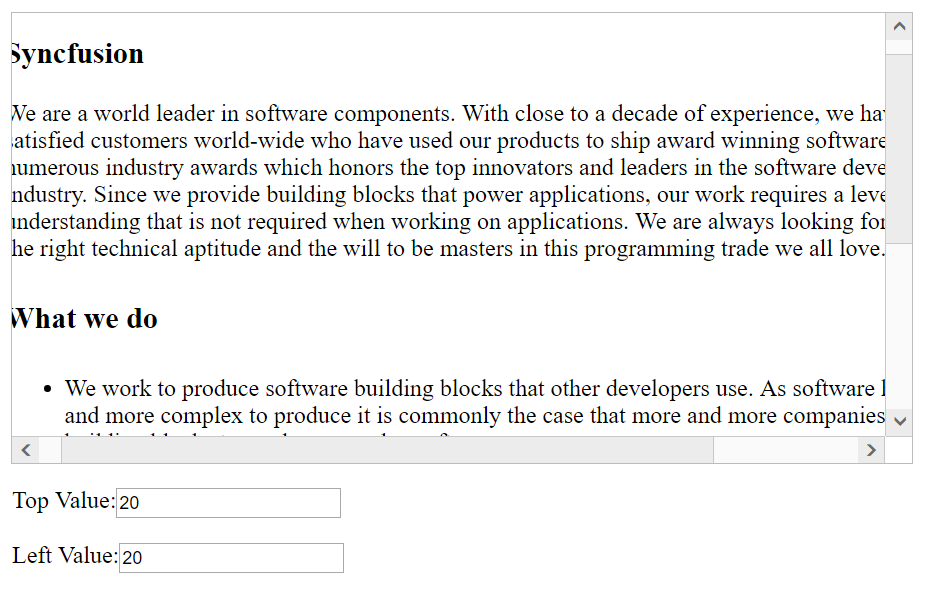 Syncfusion
We are a world leader in software components. With close to a decade of experience, we hav
satisfied customers world-wide who have used our products to ship award winning software
numerous industry awards which honors the top innovators and leaders in the software deve
ndustry. Since we provide building blocks that power applications, our work requires a leve
understanding that is not required when working on applications. We are always looking for
he right technical aptitude and the will to be masters in this programming trade we all love.
What we do
• We work to produce software building blocks that other developers use. As software
and more complex to produce it is commonly the case that more and more companies
Top Value:20
Left Value:20